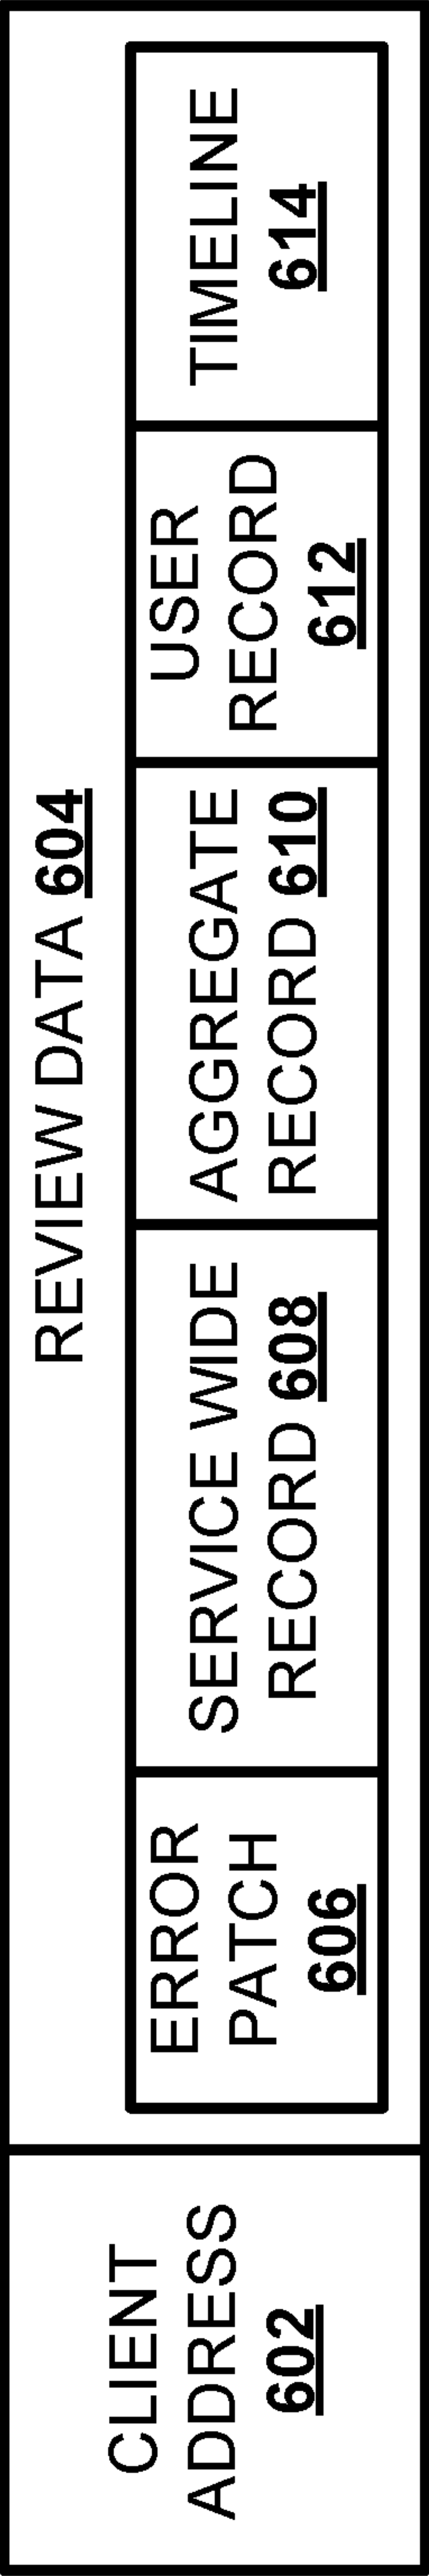 CLIENT
ADDRESS
602
REVIEW DATA 604
ERROR
PATCH
606
SERVICE WIDE
RECORD 608
AGGREGATE
RECORD 610
USER
RECORD
612
TIMELINE
614